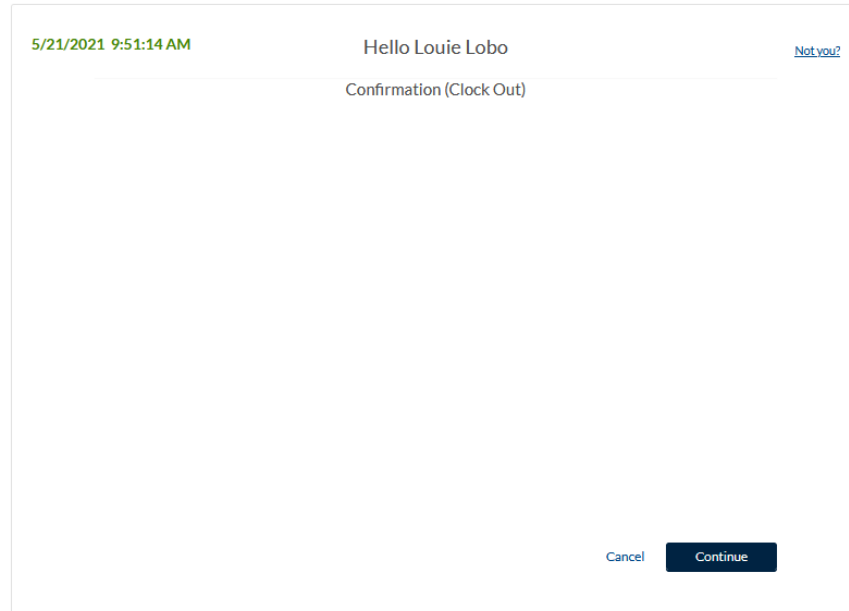 5/21/2021 9:51:14 AM
Hello Louie Lobo
Not you?
Confirmation (Clock Out)
Cancel
Continue